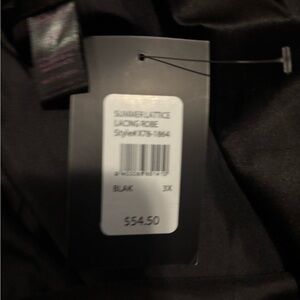 SUMMER LATTICE
LACING ROBE
Style#X78-1864
BLAK 3X
$54.50